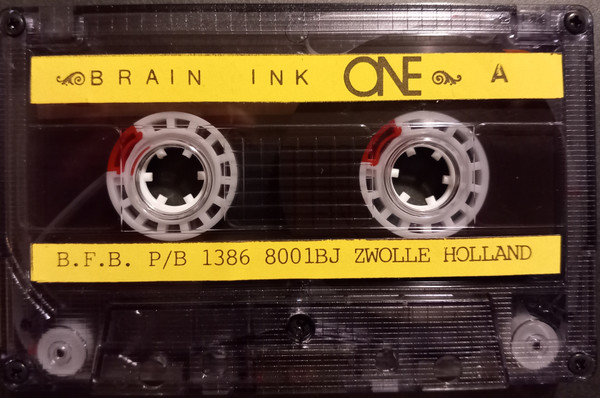 BRAIN INK ONE A
B.F.B. P/B 1386 8001BJ ZWOLLE HOLLAND